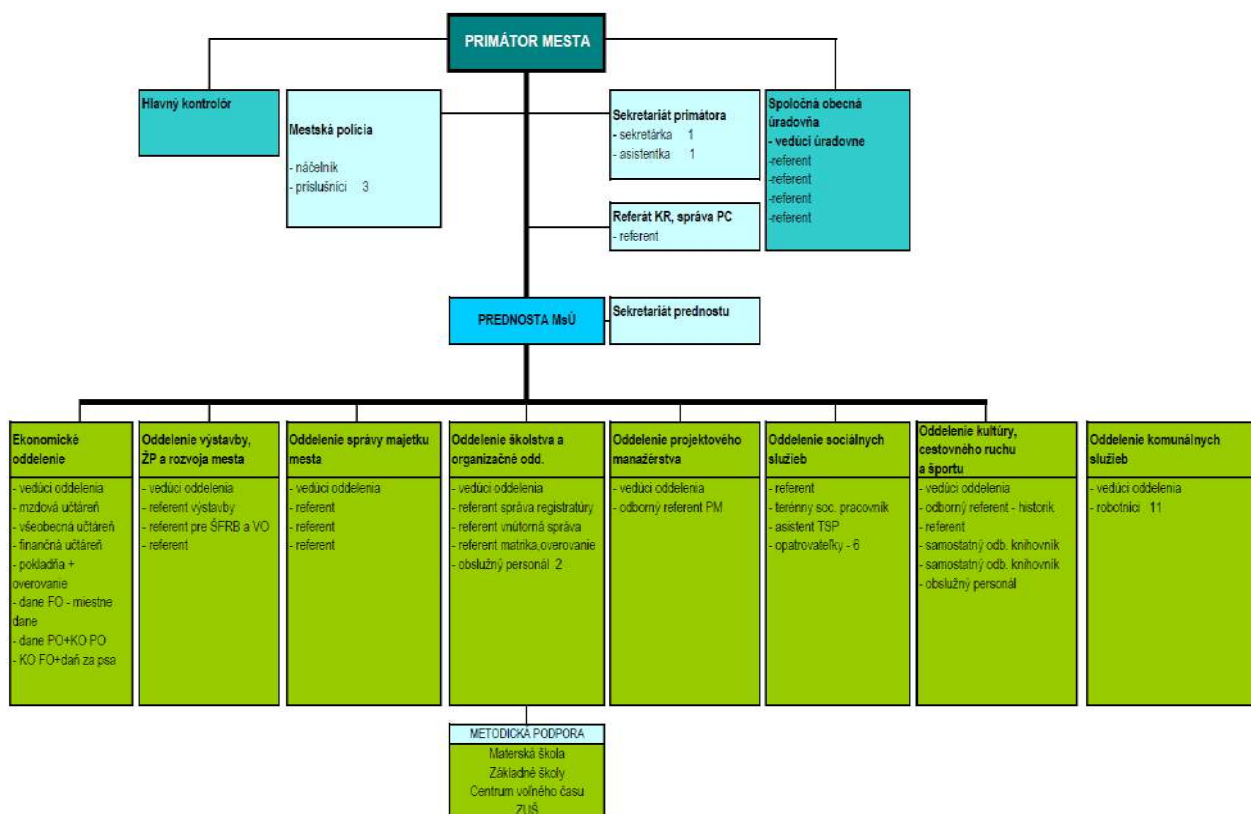 PRIMÁTOR MESTA
Hlavný kontrolór
Mestská polícia
- náčelník
- príslušníci 3
Sekretariát primátora
- sekretárka 1
- asistentka 1
Spoločná obecná
úradovňa
- vedúci úradovne
-referent
-referent
-referent
-referent
Referát KR, správa PC
- referent
PREDNOSTA MsÚ
Sekretariát prednostu
Ekonomické
oddelenie
- vedúci oddelenia
- mzdová učtáreň
- všeobecná učtáreň
- finančná učtáreň
- pokladňa +
overovanie
- dane FO - miestne
dane
- dane PO+KO PO
- KO FO+daň za psa
Oddelenie výstavby,
ŽP a rozvoja mesta
- vedúci oddelenia
- referent výstavby
- referent pre ŠFRB a VO
- referent
Oddelenie správy majetku
mesta
- vedúci oddelenia
- referent
- referent
- referent
Oddelenie školstva a
organizačné odd.
- vedúci oddelenia
- referent správa registratúry
- referent vnútorná správa
- referent matrika,overovanie
- obslužný personál 2
Oddelenie projektového
manažérstva
- vedúci oddelenia
- odborný referent PM
Oddelenie sociálnych
služieb
- referent
- terénny soc. pracovník
- asistent TSP
- opatrovateľky - 6
Oddelenie kultúry,
cestovného ruchu
a športu
- vedúci oddelenia
- odborný referent - historik
- referent
- samostatný odb. knihovník
- samostatný odb. knihovník
- obslužný personál
Oddelenie komunálnych
služieb
- vedúci oddelenia
- robotníci 11
METODICKÁ PODPORA
Materská škola
Základné školy
Centrum voľného času
ZUŠ